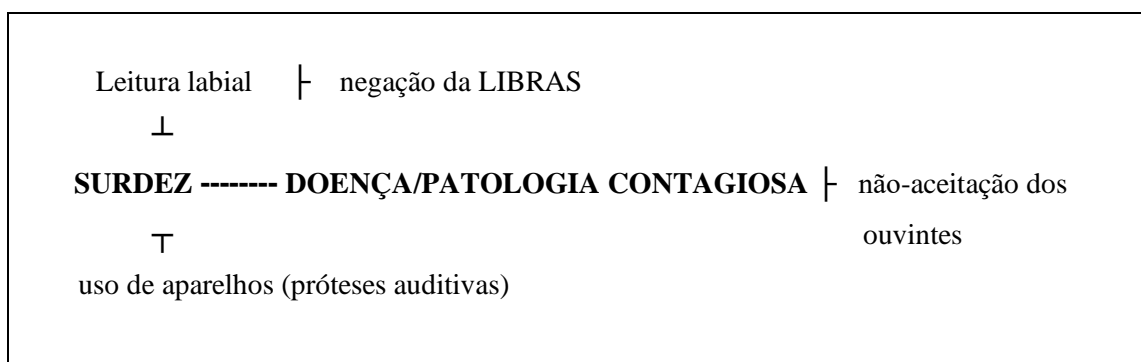 Leitura labial ├ negação da LIBRAS
┴
SURDEZ -------- DOENÇA/PATOLOGIA CONTAGIOSA ├ não-aceitação dos
ouvintes
┬
uso de aparelhos (próteses auditivas)